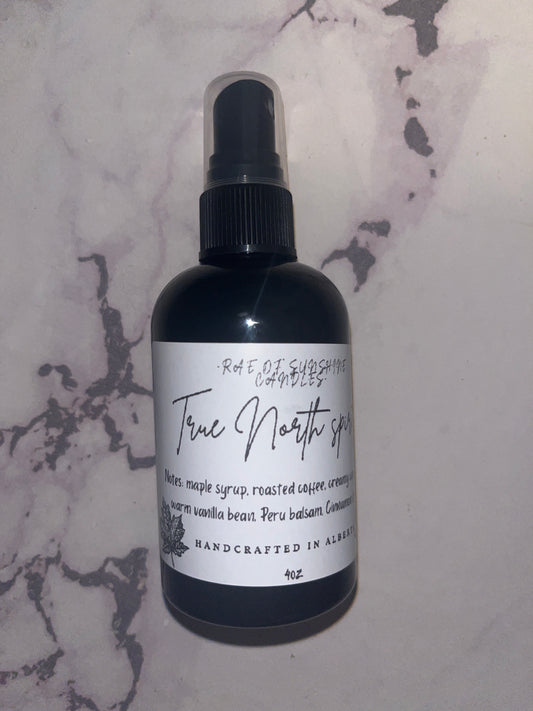 ·RAE OF SUNSHINE
CANDLES·
True North
Notes: maple syrup, roasted coffee, creamy
warm vanilla bean, Peru balsam, Cinnamon
HANDCRAFTED IN ALBERTA
4oz